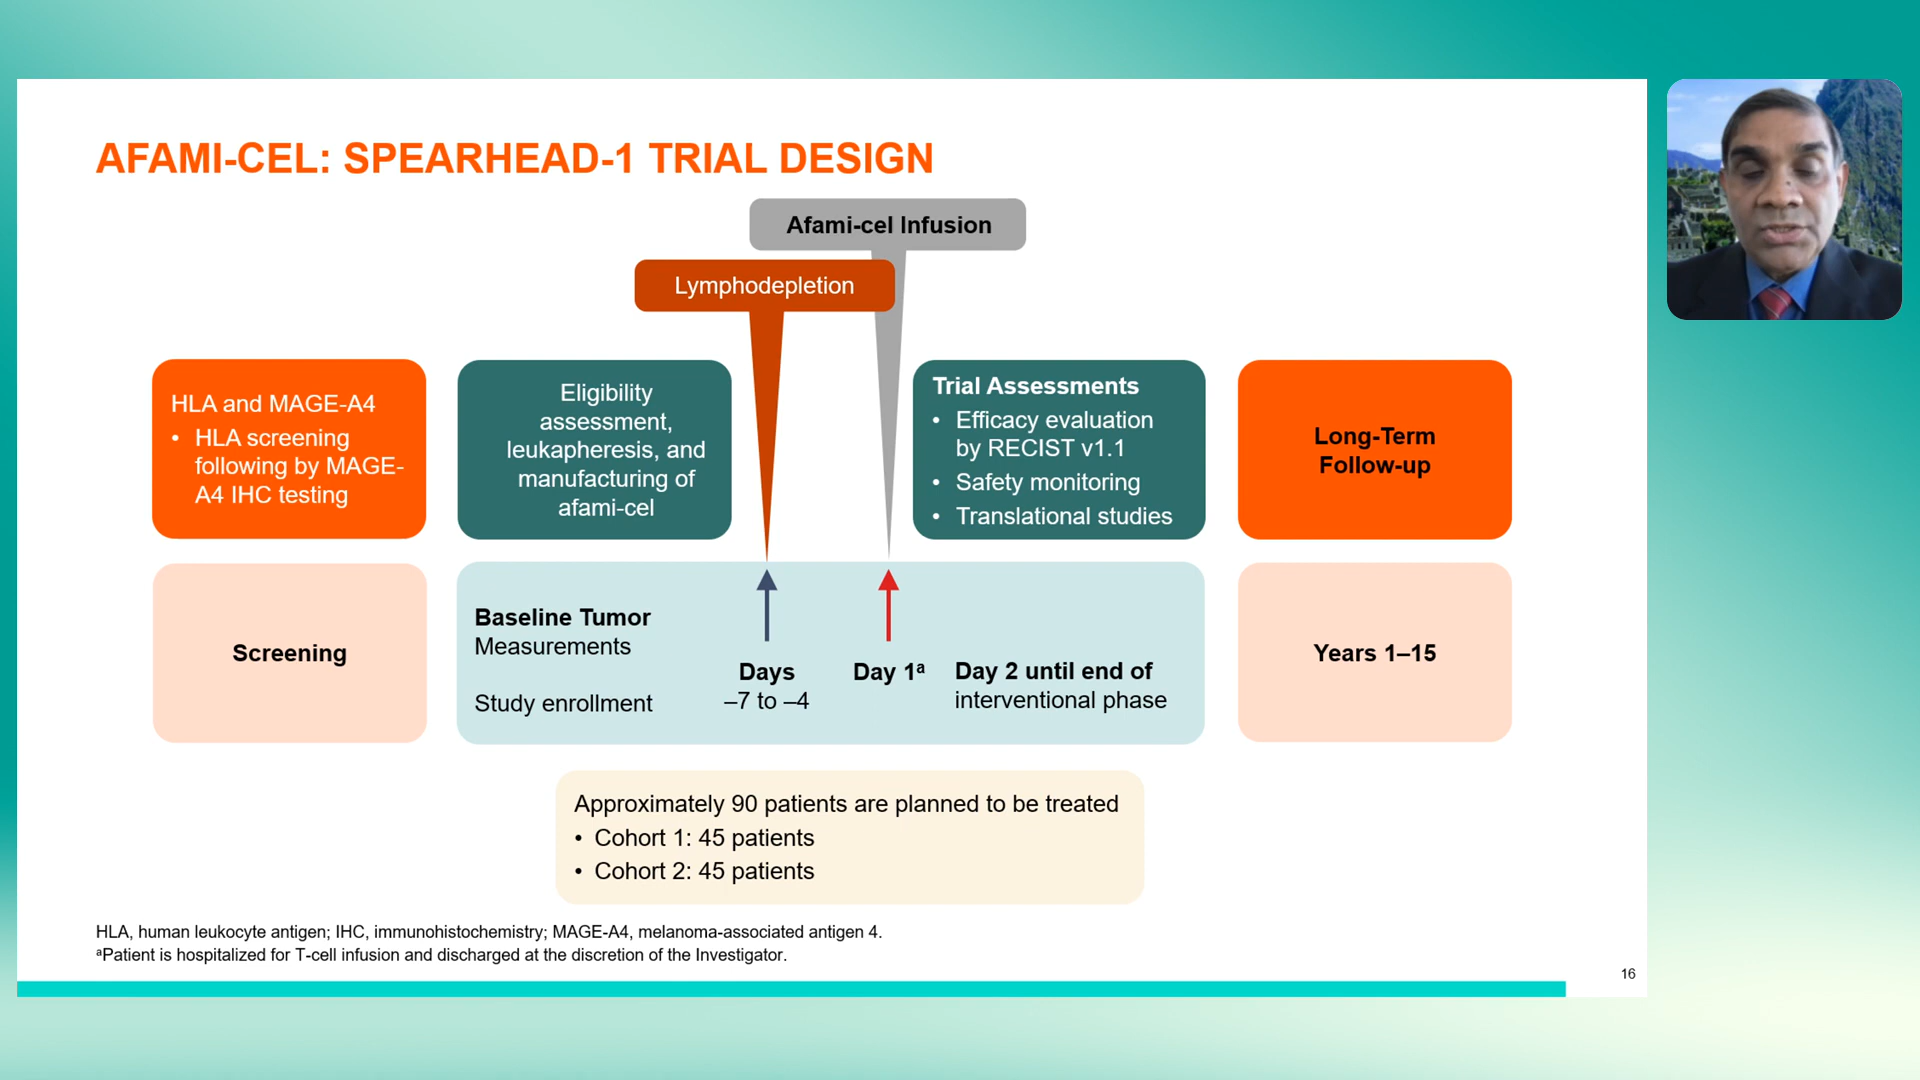 AFAMI-CEL: SPEARHEAD-1 TRIAL DESIGN
Afami-cel Infusion
Lymphodepletion
HLA and MAGE-A4
• HLA screening
following by MAGE-
A4 IHC testing
Eligibility
assessment,
leukapheresis, and
manufacturing of
afami-cel
Trial Assessments
• Efficacy evaluation
by RECIST v1.1
• Safety monitoring
• Translational studies
Long-Term
Follow-up
Screening
Baseline Tumor
Measurements
Study enrollment
Days
–7 to –4
Day 1ᵃ
Day 2 until end of
interventional phase
Years 1–15
Approximately 90 patients are planned to be treated
• Cohort 1: 45 patients
• Cohort 2: 45 patients
HLA, human leukocyte antigen; IHC, immunohistochemistry; MAGE-A4, melanoma-associated antigen 4.
ᵃPatient is hospitalized for T-cell infusion and discharged at the discretion of the Investigator.
16